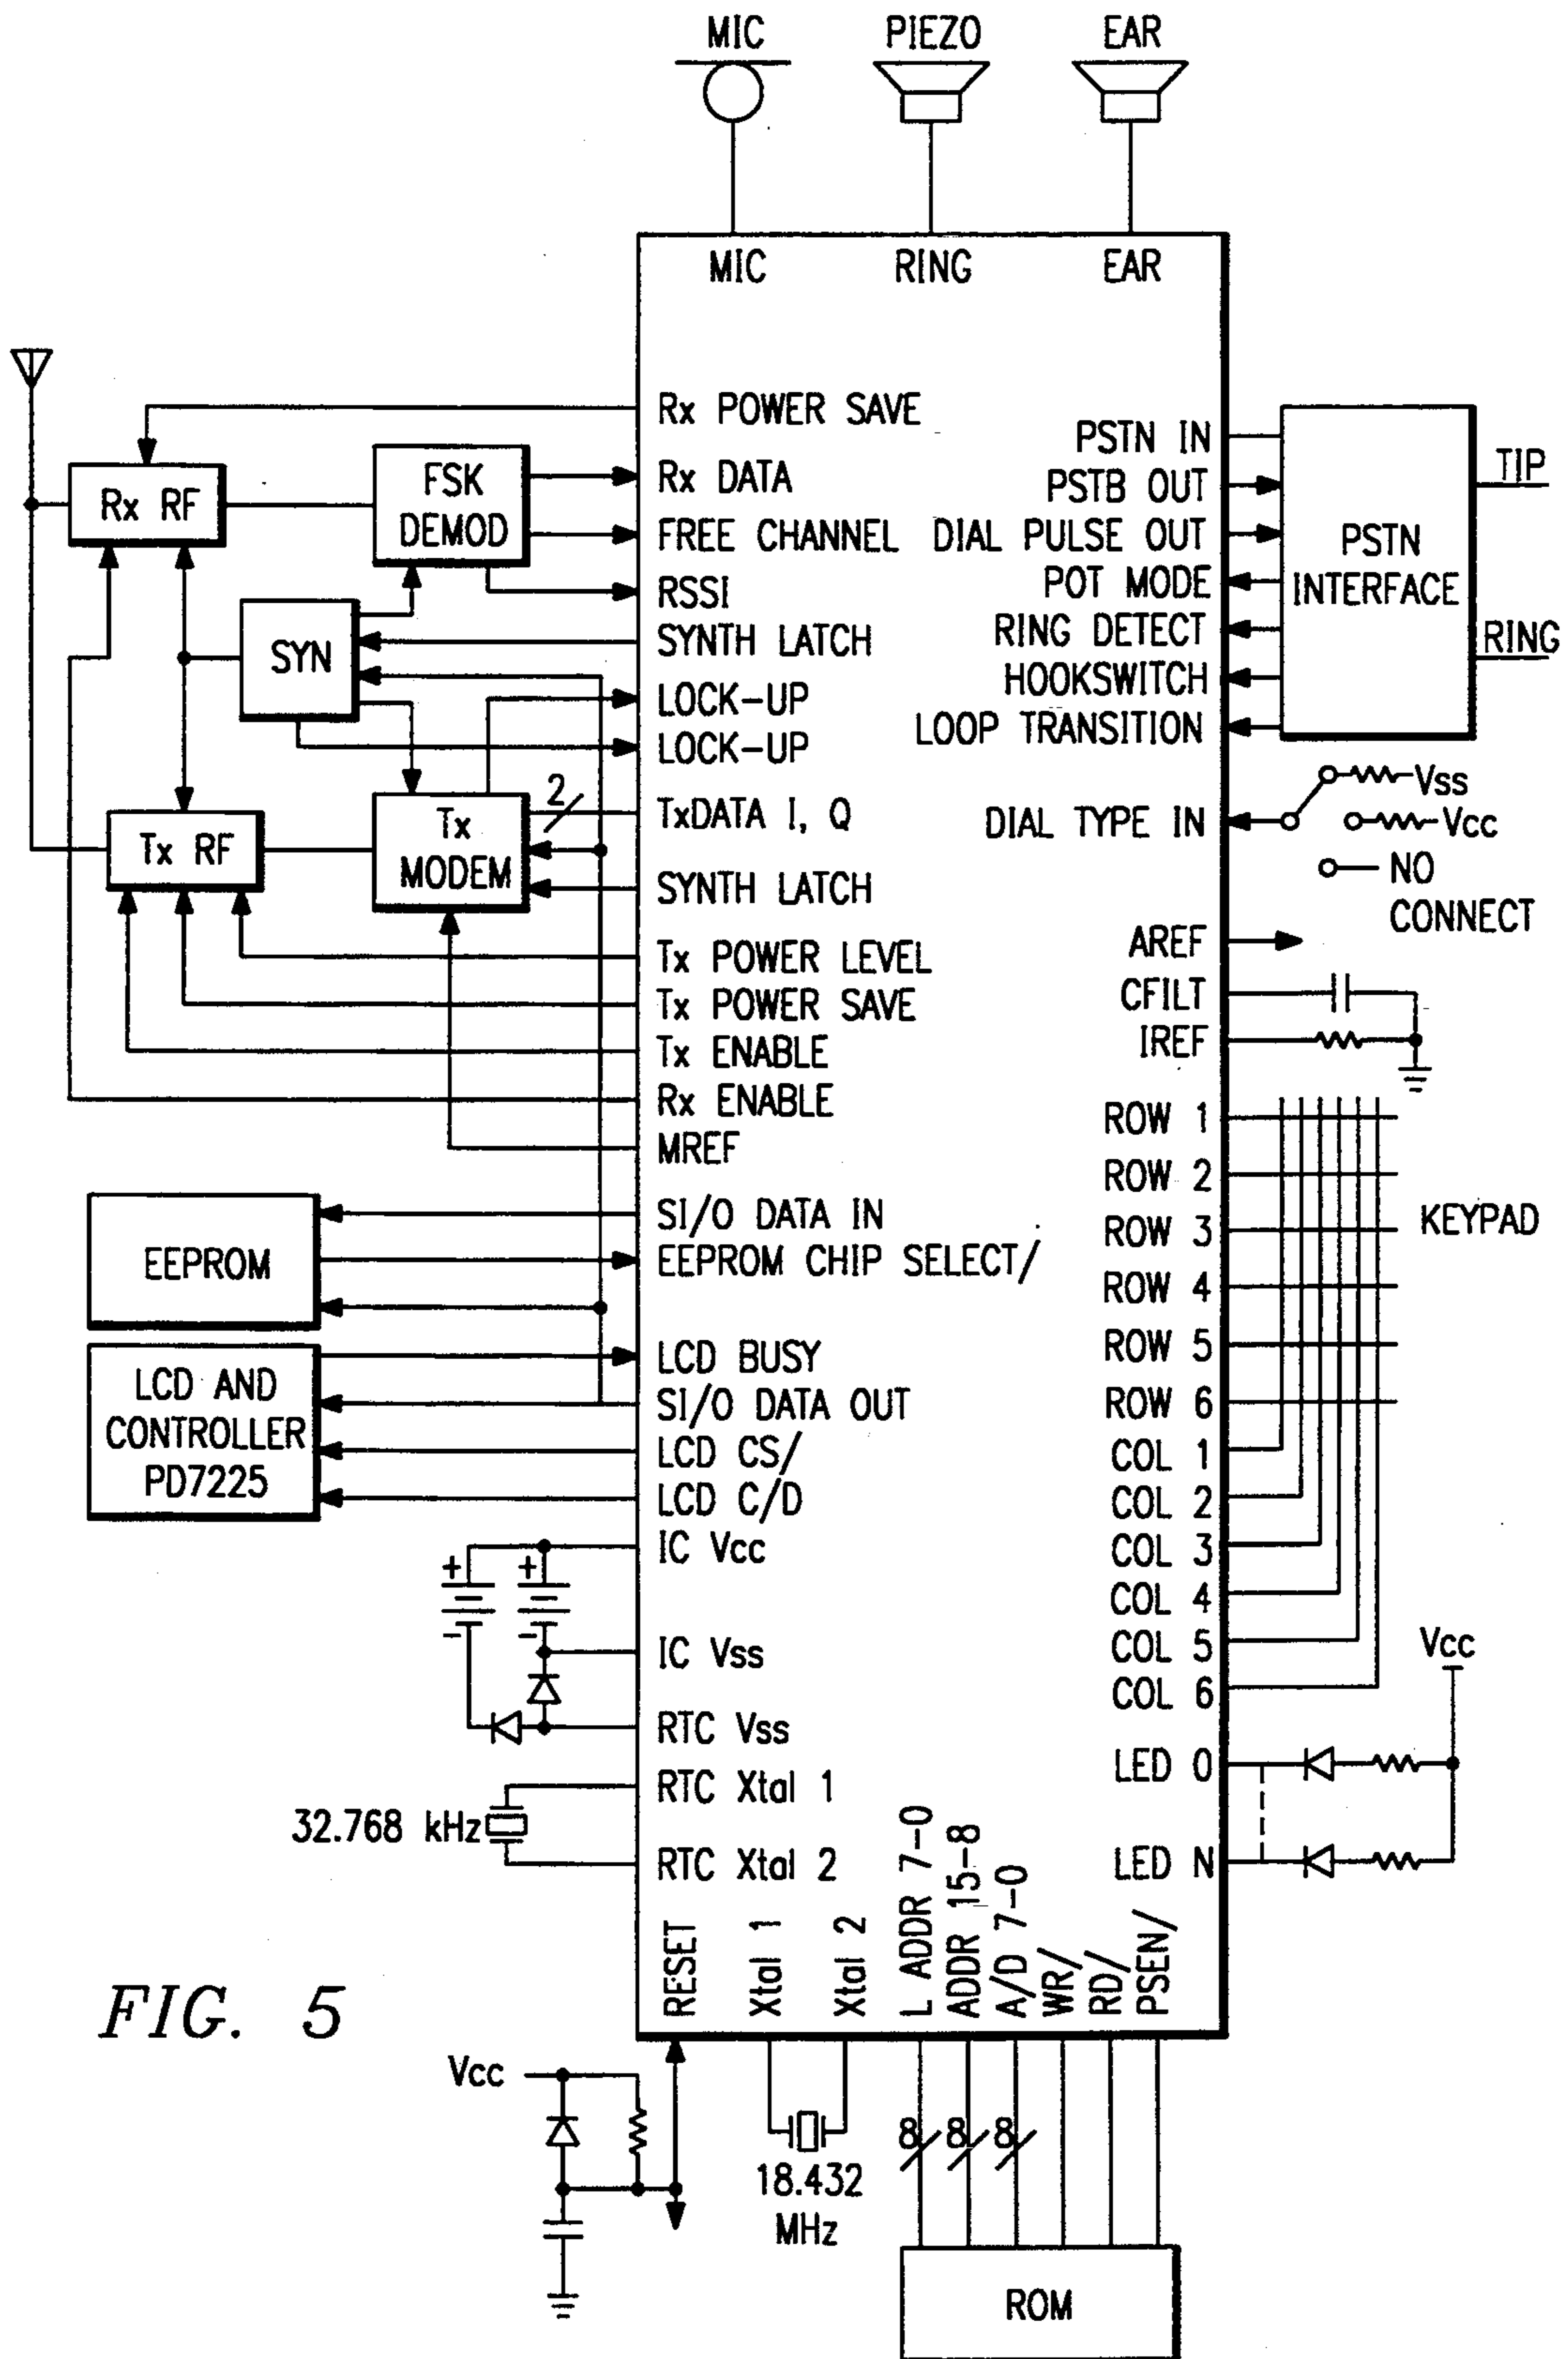 MIC
PIEZO
EAR
MIC
RING
EAR
Rx POWER SAVE
Rx RF
FSK
DEMOD
Rx DATA
FREE CHANNEL
RSSI
SYN
SYNTH LATCH
LOCK-UP
LOCK-UP
Tx RF
Tx
MODEM
2
TxDATA I, Q
SYNTH LATCH
Tx POWER LEVEL
Tx POWER SAVE
Tx ENABLE
Rx ENABLE
MREF
EEPROM
SI/O DATA IN
EEPROM CHIP SELECT/
LCD AND
CONTROLLER
PD7225
LCD BUSY
SI/O DATA OUT
LCD CS/
LCD C/D
IC Vcc
+
+
-
-
IC Vss
RTC Vss
RTC Xtal 1
32.768 kHz
RTC Xtal 2
PSTN IN
PSTB OUT
DIAL PULSE OUT
POT MODE
RING DETECT
HOOKSWITCH
LOOP TRANSITION
PSTN
INTERFACE
TIP
RING
DIAL TYPE IN
Vss
Vcc
NO
CONNECT
AREF
CFILT
IREF
ROW 1
ROW 2
ROW 3
ROW 4
ROW 5
ROW 6
KEYPAD
COL 1
COL 2
COL 3
COL 4
COL 5
COL 6
Vcc
LED 0
LED N
RESET
Xtal 1
Xtal 2
L ADDR 7-0
ADDR 15-8
A/D 7-0
WR/
RD/
PSEN/
FIG. 5
Vcc
18.432
MHz
8
8
8
ROM